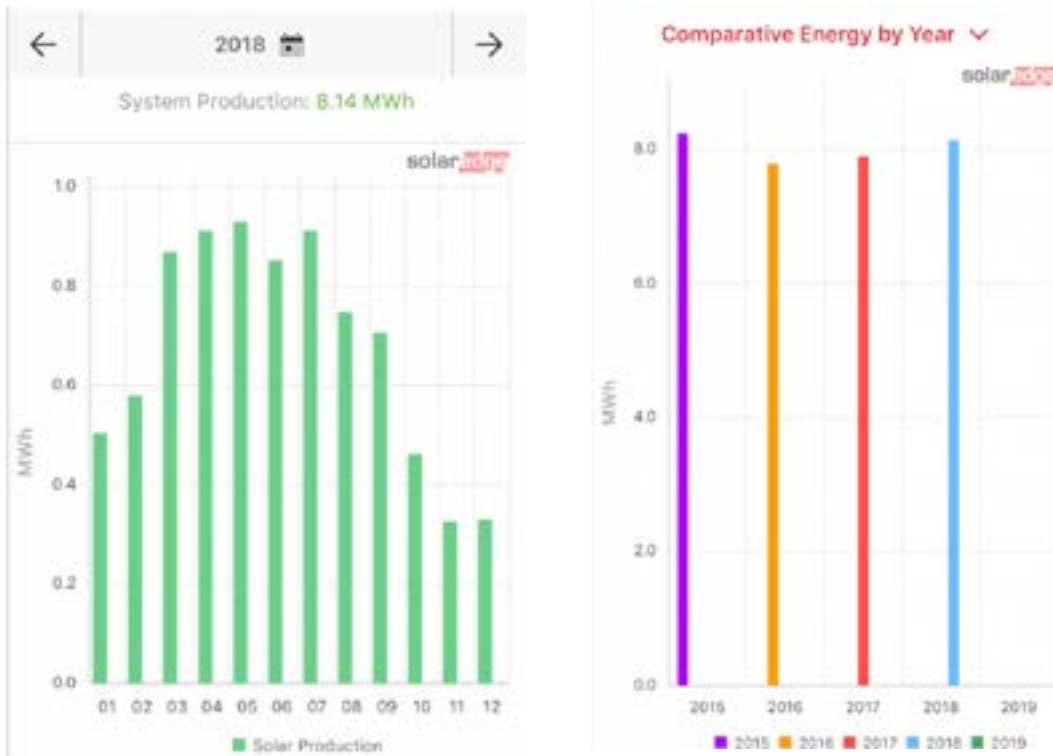 2018
System Production: 8.14 MWh
solaredge
1.0
0.8
0.6
0.4
0.2
0.0
MWh
01 02 03 04 05 06 07 08 09 10 11 12
Solar Production
Comparative Energy by Year
solaredge
8.0
6.0
4.0
2.0
0.0
MWh
2015 2016 2017 2018 2019
2015 2016 2017 2018 2019